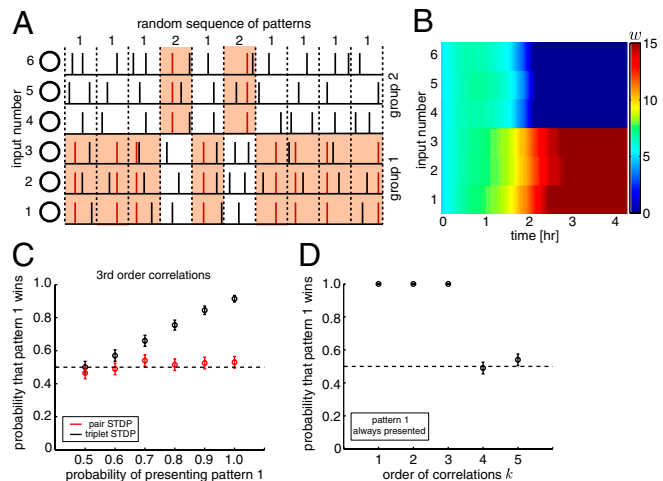 A
random sequence of patterns
1 1 1 2 1 2 1 1 1 1
input number
6
5
4
3
2
1
group 2
group 1
B
w
input number
6
5
4
3
2
1
0 1 2 3 4
time [hr]
15
10
5
0
C
3rd order correlations
probability that pattern 1 wins
1.0
0.8
0.6
0.4
0.2
0
pair STDP
triplet STDP
0.5 0.6 0.7 0.8 0.9 1.0
probability of presenting pattern 1
D
probability that pattern 1 wins
1.0
0.8
0.6
0.4
0.2
0
pattern 1
always presented
1 2 3 4 5
order of correlations k